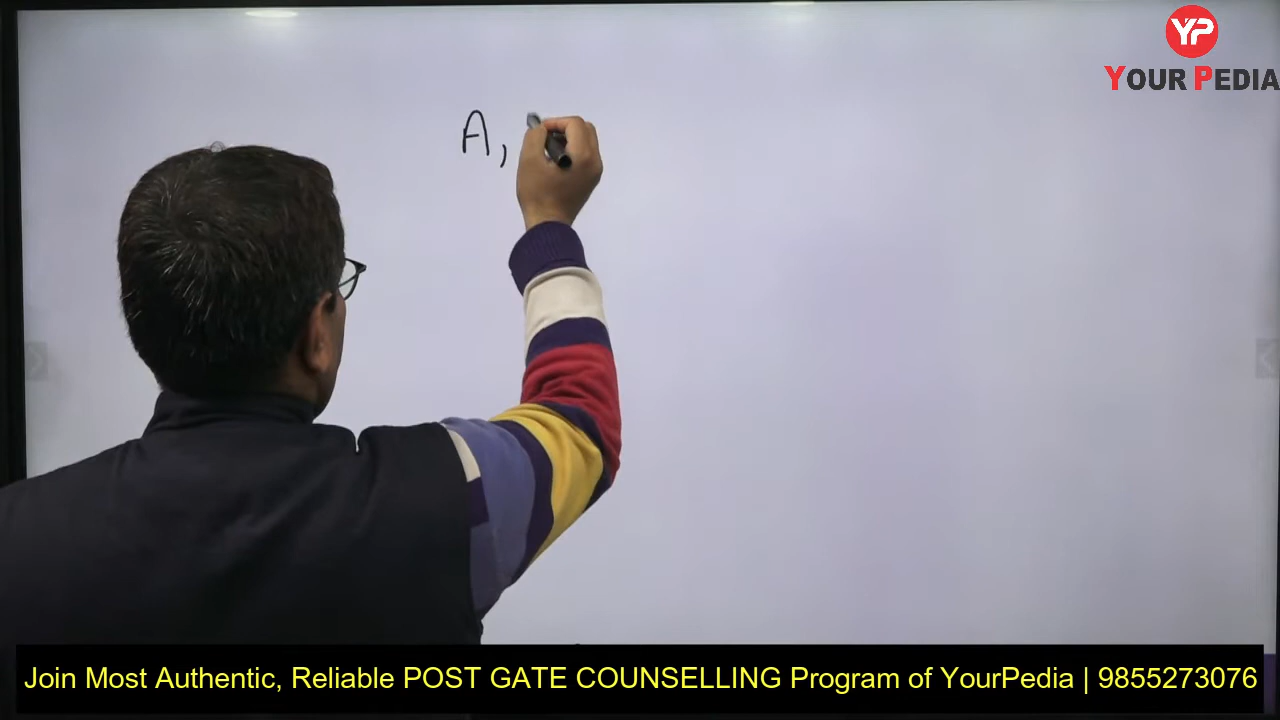 YP
YOUR PEDIA
A,
Join Most Authentic, Reliable POST GATE COUNSELLING Program of YourPedia | 9855273076